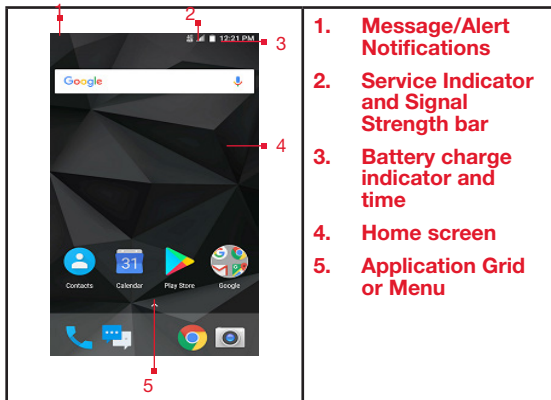 1
2
12:21 PM
3
Google
4
31
Contacts
Calendar
Play Store
Google
5
1. Message/Alert
Notifications
2. Service Indicator
and Signal
Strength bar
3. Battery charge
indicator and
time
4. Home screen
5. Application Grid
or Menu